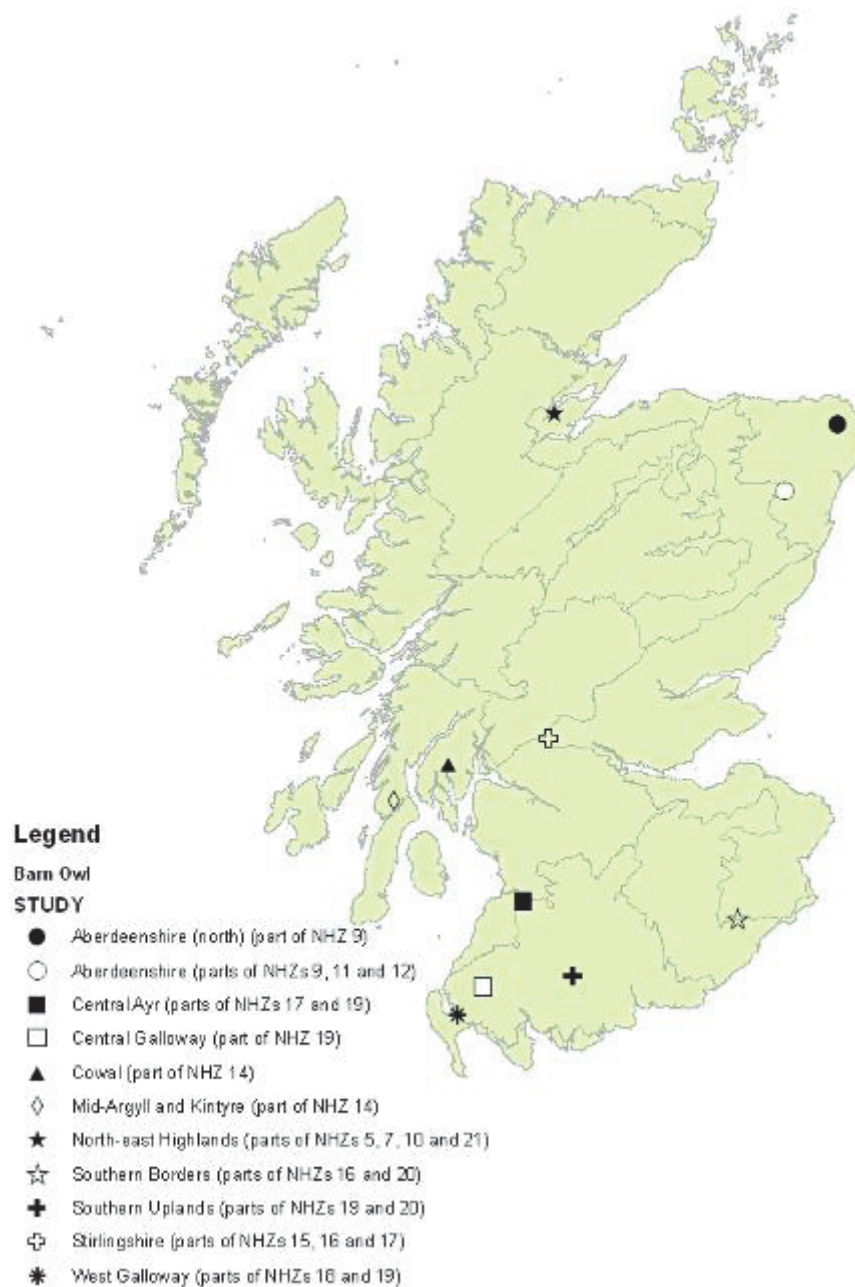 Legend
Barn Owl
STUDY
Aberdeenshire (north) (part of NHZ 9)
Aberdeenshire (parts of NHZs 9, 11 and 12)
Central Ayr (parts of NHZs 17 and 19)
Central Galloway (part of NHZ 19)
Cowal (part of NHZ 14)
Mid-Argyll and Kintyre (part of NHZ 14)
North-east Highlands (parts of NHZs 5, 7, 10 and 21)
Southern Borders (parts of NHZs 16 and 20)
Southern Uplands (parts of NHZs 19 and 20)
Stirlingshire (parts of NHZs 15, 16 and 17)
West Galloway (parts of NHZs 18 and 19)